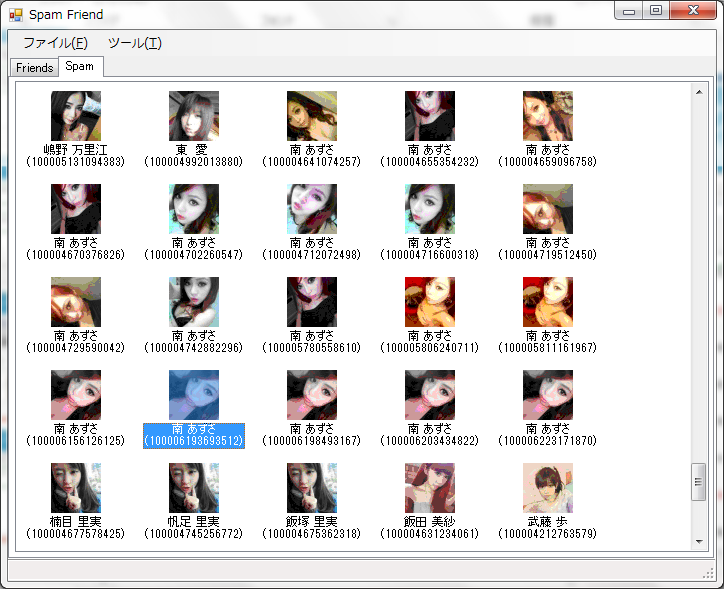 Spam Friend
ファイル(F) ツール(T)
Friends Spam
嶋野 万里江 東 愛 南 あずさ 南 あずさ 南 あずさ
(100005131094383) (100004992013880) (100004641074257) (100004655354232) (100004659096758)
南 あずさ 南 あずさ 南 あずさ 南 あずさ 南 あずさ
(100004670376826) (100004702260547) (100004712072498) (100004716600318) (100004719512450)
南 あずさ 南 あずさ 南 あずさ 南 あずさ 南 あずさ
(100004729590042) (100004742882296) (100005780558610) (100005806240711) (100005811161967)
南 あずさ 南 あずさ 南 あずさ 南 あずさ 南 あずさ
(100006156126125) (100006193693512) (100006198493167) (100006203434822) (100006223171870)
楠目 里実 帆足 里実 飯塚 里実 飯田 美紗 武藤 歩
(100004677578425) (100004745256772) (100004675362318) (100004631234061) (100004212763579)